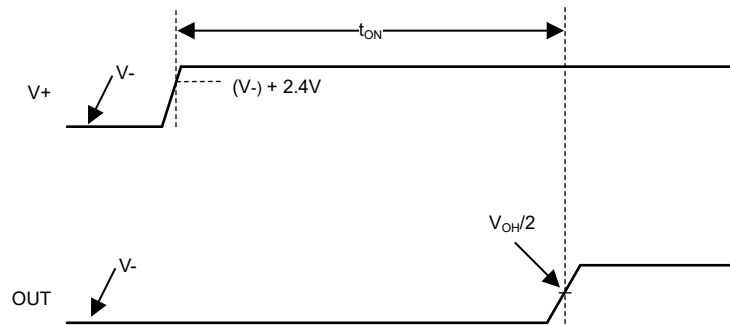 tON
V-
V+
(V-) + 2.4V
VOH/2
V-
OUT